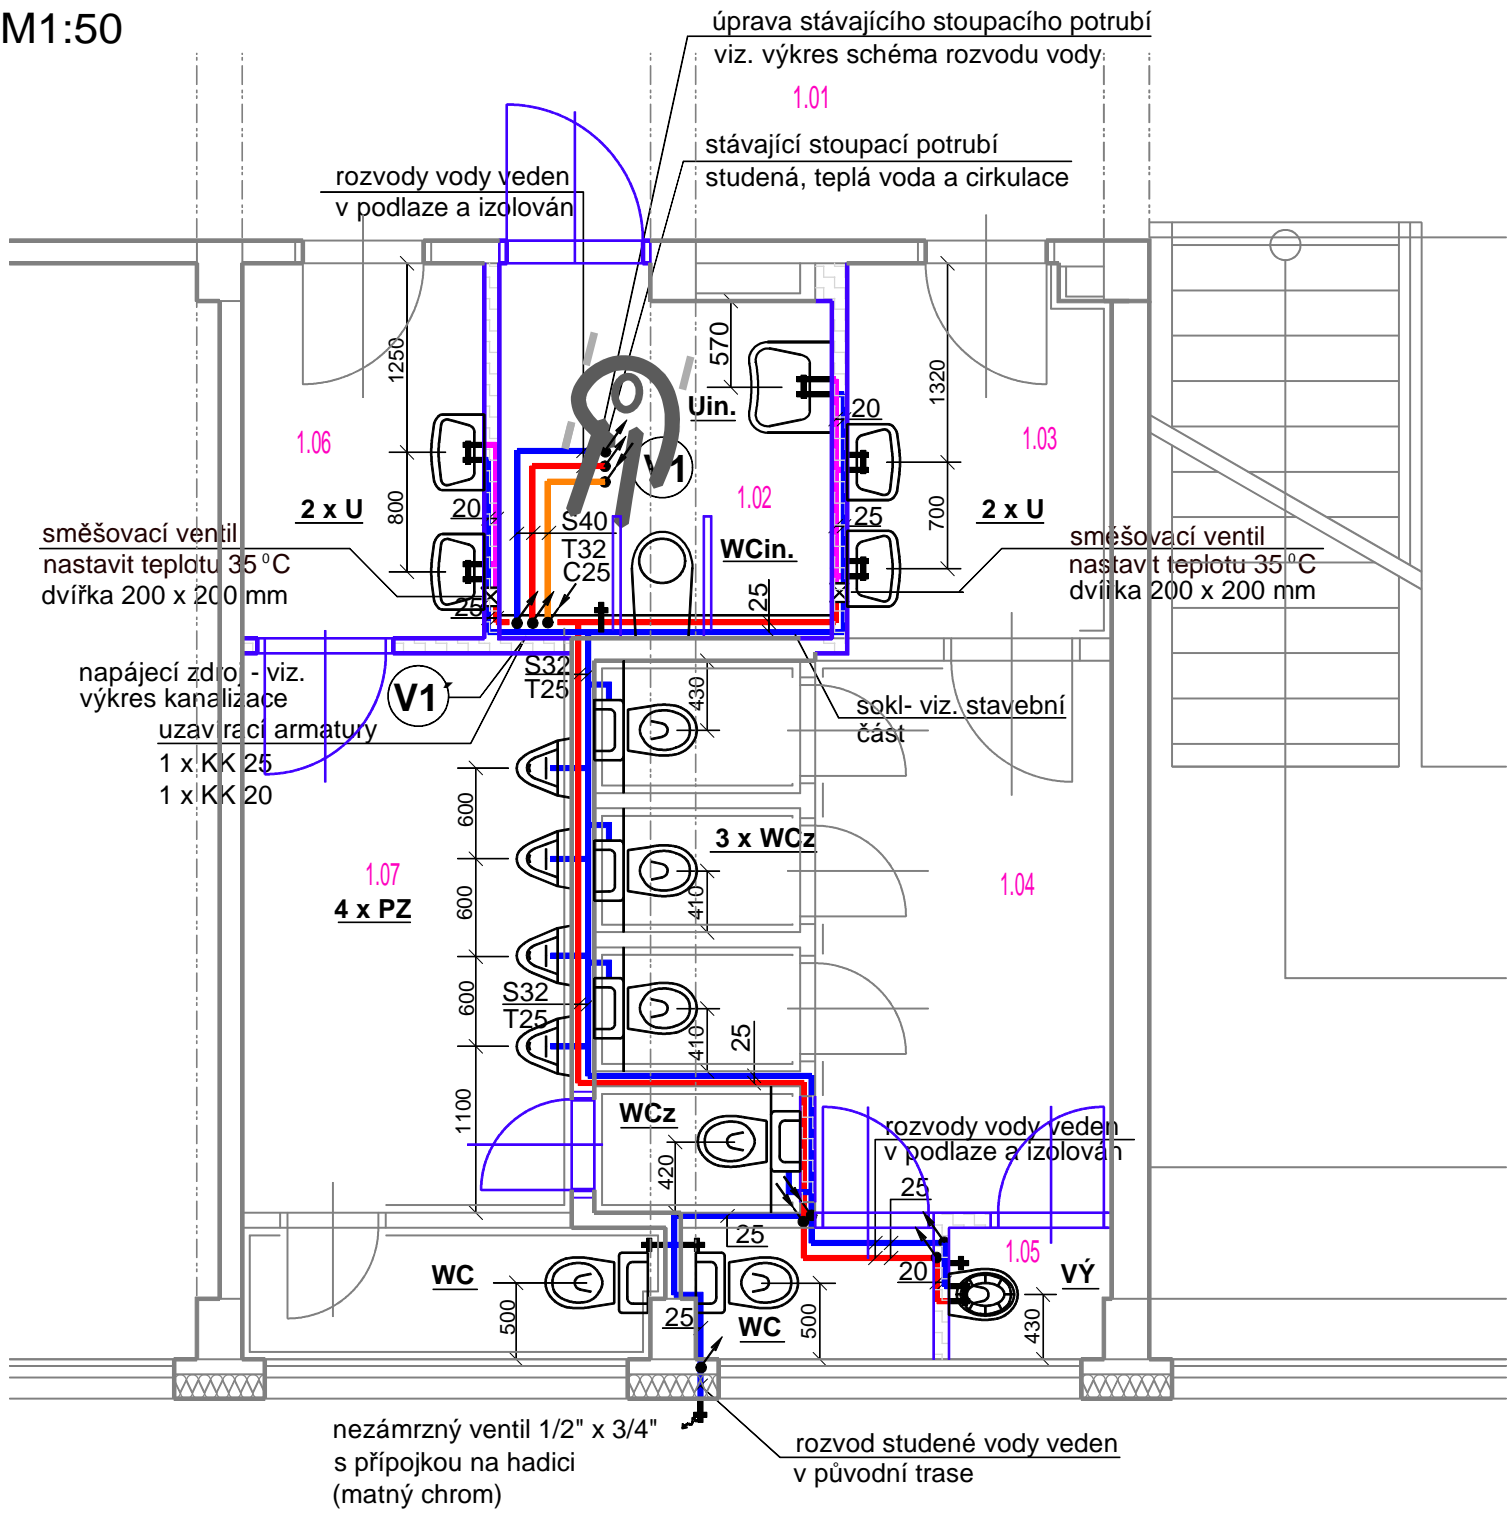 M1:50
úprava stávajícího stoupacího potrubí
viz. výkres schéma rozvodu vody
1.01
stávající stoupací potrubí
studená, teplá voda a cirkulace
rozvody vody veden
v podlaze a izolován
1250
570
1320
Uin.
20
1.06
1.03
V1
1.02
2 x U
800
20
S40
T32
C25
WCin.
25
700
2 x U
směšovací ventil
nastavit teplotu 35 ⁰C
dvířka 200 x 200 mm
směšovací ventil
nastavit teplotu 35 ⁰C
dvířka 200 x 200 mm
25
25
napájecí zdroj - viz.
výkres kanalizace
V1´
S32
T25
430
sokl- viz. stavební
část
uzavírací armatury
1 x KK 25
1 x KK 20
600
3 x WCz
1.07
4 x PZ
600
410
1.04
600
S32
T25
410
25
1100
WCz
420
rozvody vody veden
v podlaze a izolován
25
25
1.05
WC
20
VÝ
500
25
WC
500
430
nezámrzný ventil 1/2" x 3/4"
s přípojkou na hadici
(matný chrom)
rozvod studené vody veden
v původní trase